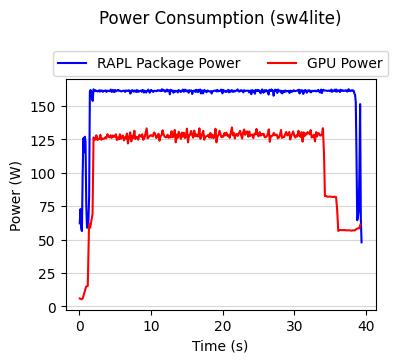 Power Consumption (sw4lite)
RAPL Package Power
GPU Power
Power (W)
150
125
100
75
50
25
0
0
10
20
30
40
Time (s)